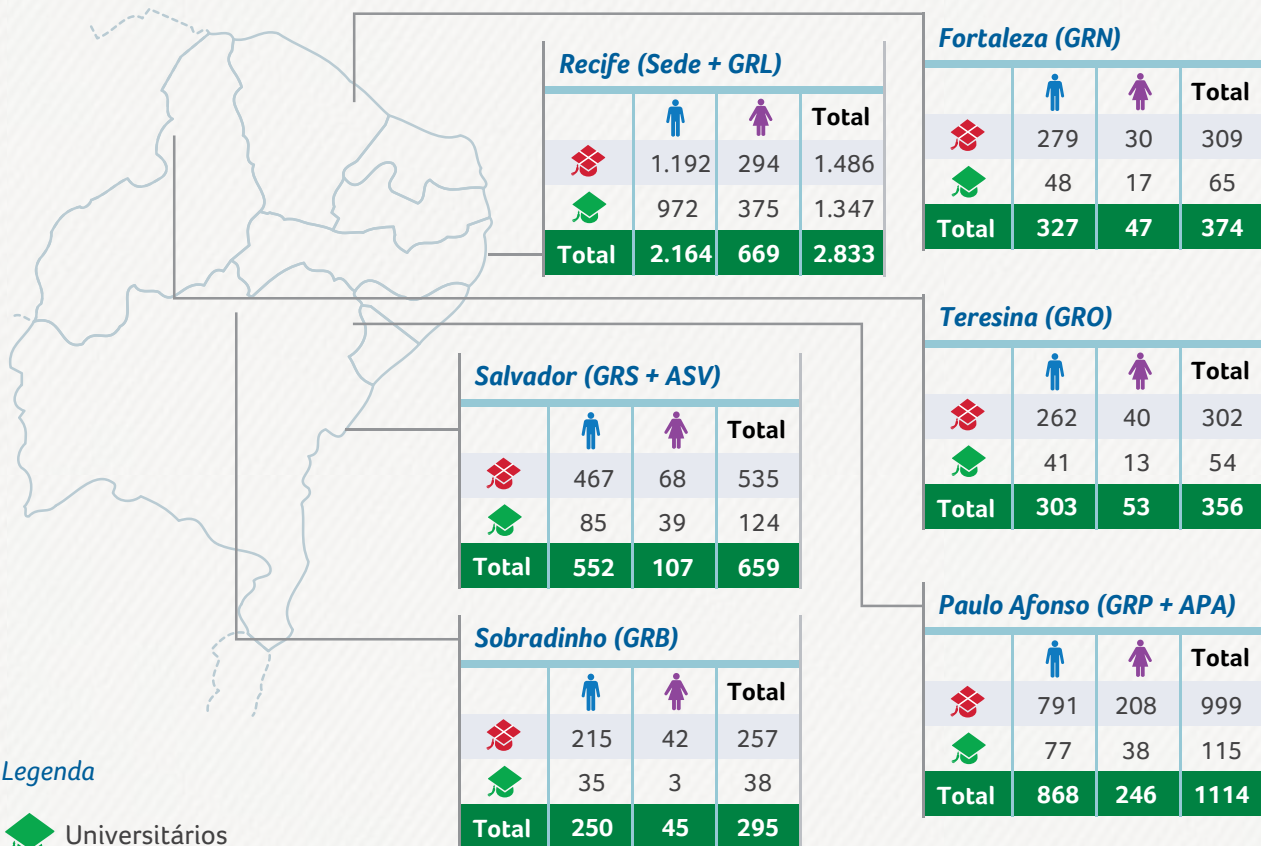 Recife (Sede + GRL)
Total
1.192 294 1.486
972 375 1.347
Total 2.164 669 2.833
Fortaleza (GRN)
Total
279 30 309
48 17 65
Total 327 47 374
Teresina (GRO)
Total
262 40 302
41 13 54
Total 303 53 356
Salvador (GRS + ASV)
Total
467 68 535
85 39 124
Total 552 107 659
Paulo Afonso (GRP + APA)
Total
791 208 999
77 38 115
Total 868 246 1114
Sobradinho (GRB)
Total
215 42 257
35 3 38
Total 250 45 295
Legenda
Universitários